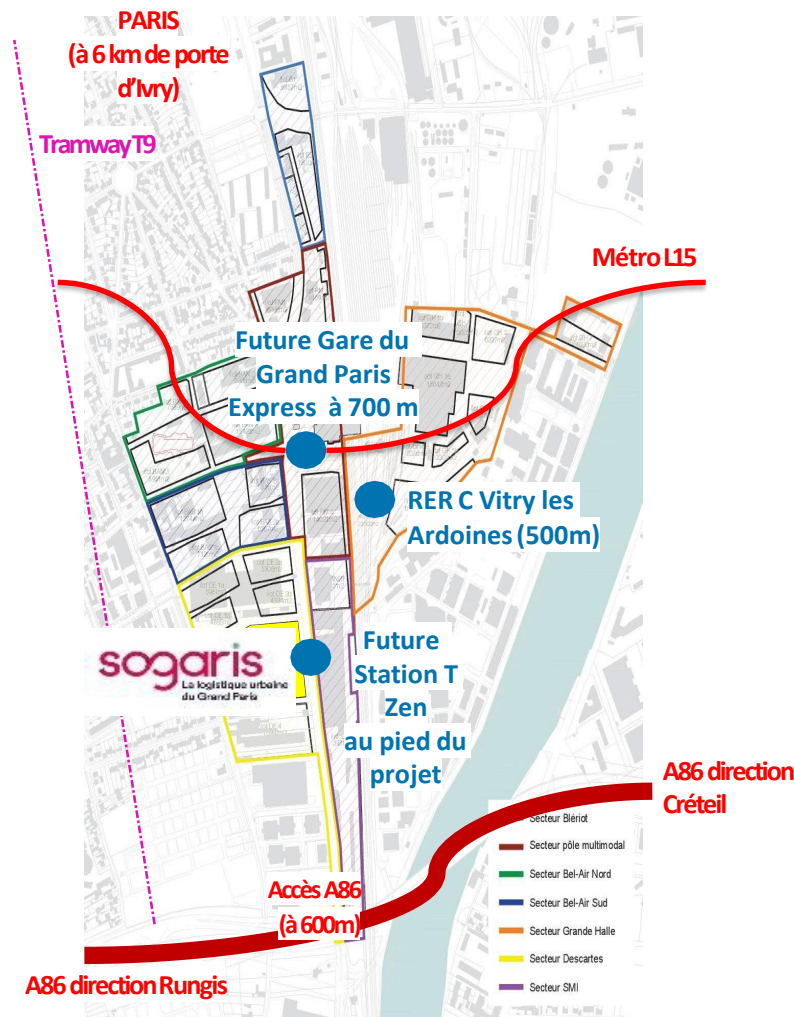 PARIS
(à 6 km de porte
d'Ivry)
Tramway T9
Métro L15
Future Gare du
Grand Paris
Express à 700 m
RER C Vitry les
Ardoines (500m)
sogaris
La logistique urbaine
du Grand Paris
Future
Station T
Zen
au pied du
projet
A86 direction
Créteil
Secteur Blériot
Secteur pôle multimodal
Secteur Bel-Air Nord
Secteur Bel-Air Sud
Secteur Grande Halle
Secteur Descartes
Secteur SMI
Accès A86
(à 600m)
A86 direction Rungis